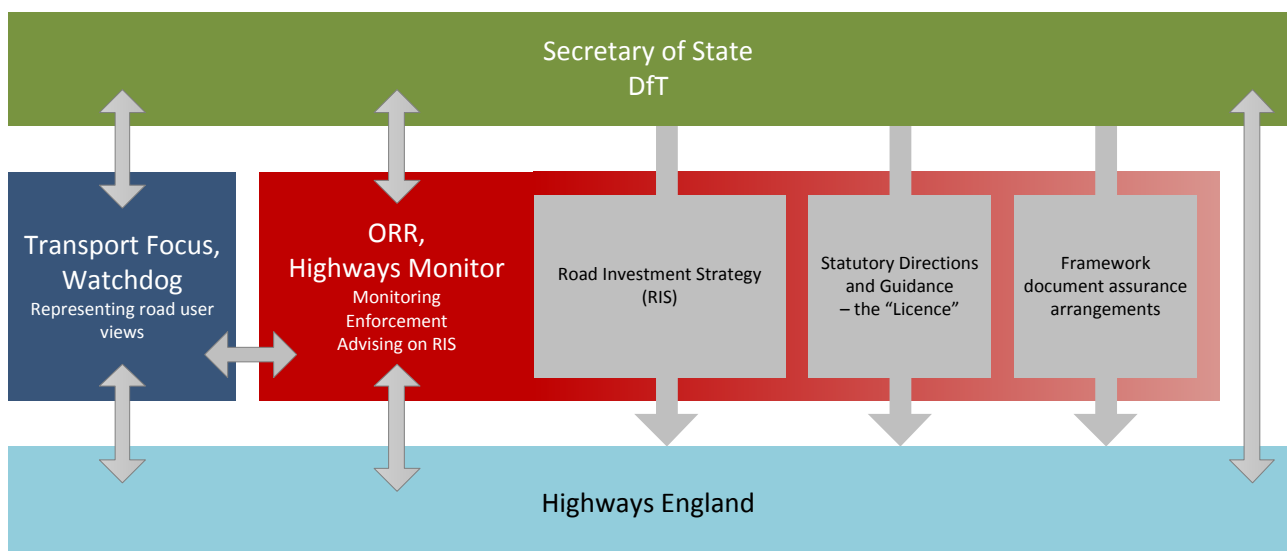 Secretary of State
DfT
Transport Focus,
Watchdog
Representing road user
views
ORR,
Highways Monitor
Monitoring
Enforcement
Advising on RIS
Road Investment Strategy
(RIS)
Statutory Directions
and Guidance
– the “Licence”
Framework
document assurance
arrangements
Highways England